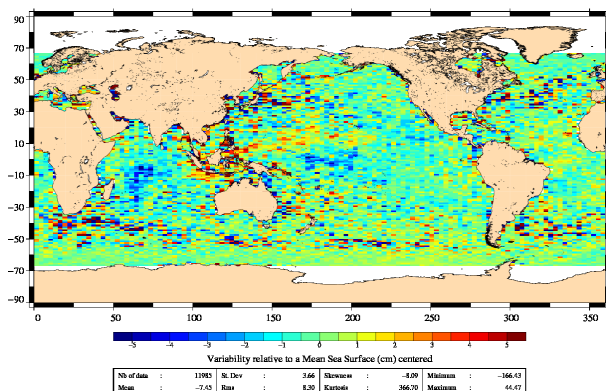 90
70
50
30
10
−10
−30
−50
−70
−90
0 50 100 150 200 250 300 350
−5 −4 −3 −2 −1 0 1 2 3 4 5
Variability relative to a Mean Sea Surface (cm) centered
Nb of data : 11983 St. Dev : 3.66 Skewness : −8.09 Minimum : −166.43
Mean : −7.45 Rms : 8.30 Kurtosis : 366.70 Maximum : 44.47